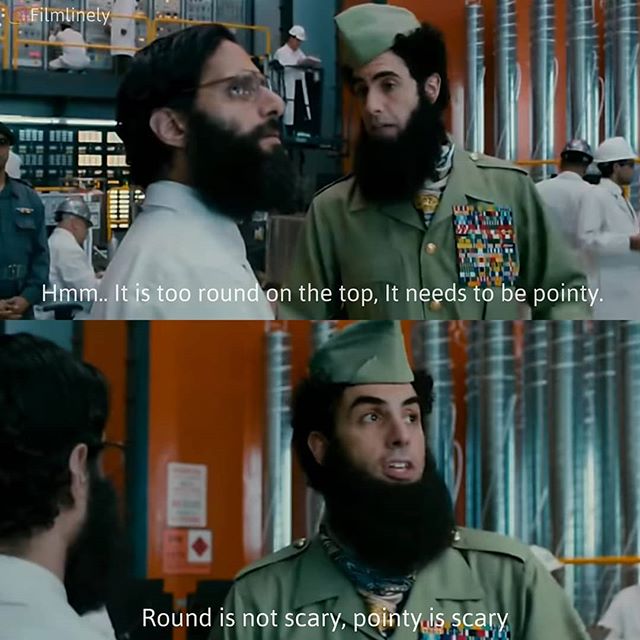 Filmtinely
Hmm.. It is too round on the top, It needs to be pointy.
Round is not scary, pointy is scary